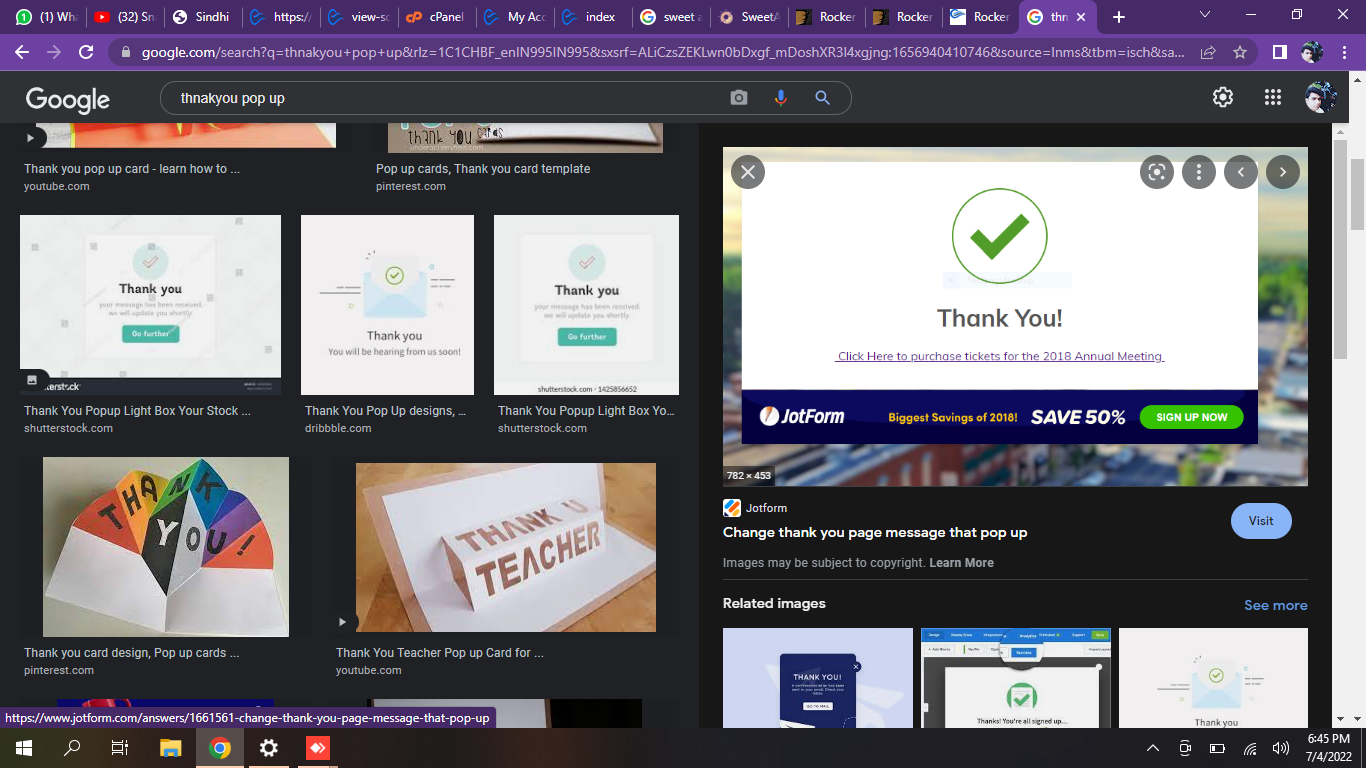 (1) Wha
(32) Sn
Sindhi
https:/
view-sc
cPanel
My Acc
index
sweet a
SweetA
Rocker
Rocker
Rocker
thn
google.com/search?q=thnakyou+pop+up&rlz=1C1CHBF_enIN995IN995&sxsrf=ALiCzsZEKLwn0bDxgf_mDoshXR3l4xgjng:1656940410746&source=lnms&tbm=isch&sa...
Google
thnakyou pop up
thank you cards
Thank you pop up card - learn how to ...
youtube.com
Pop up cards, Thank you card template
pinterest.com
Thank you
your message has been received.
we will update you shortly.
Go further
Thank You Popup Light Box Your Stock ...
shutterstock.com
Thank you
You will be hearing from us soon!
Thank You Pop Up designs, ...
dribbble.com
Thank you
your message has been received.
we will update you shortly.
Go further
shutterstock.com · 1425856652
Thank You Popup Light Box Yo...
shutterstock.com
THANK
YOU!
Thank you card design, Pop up cards ...
pinterest.com
THANK U
TEACHER
Thank You Teacher Pop up Card for ...
youtube.com
https://www.jotform.com/answers/1661561-change-thank-you-page-message-that-pop-up
Thank You!
Click Here to purchase tickets for the 2018 Annual Meeting
JotForm
Biggest Savings of 2018!
SAVE 50%
SIGN UP NOW
782 × 453
Jotform
Change thank you page message that pop up
Visit
Images may be subject to copyright. Learn More
Related images
See more
THANK YOU!
GO TO MAIL
Analytics
Support
Thanks! You're all signed up...
Thank you
6:45 PM
7/4/2022